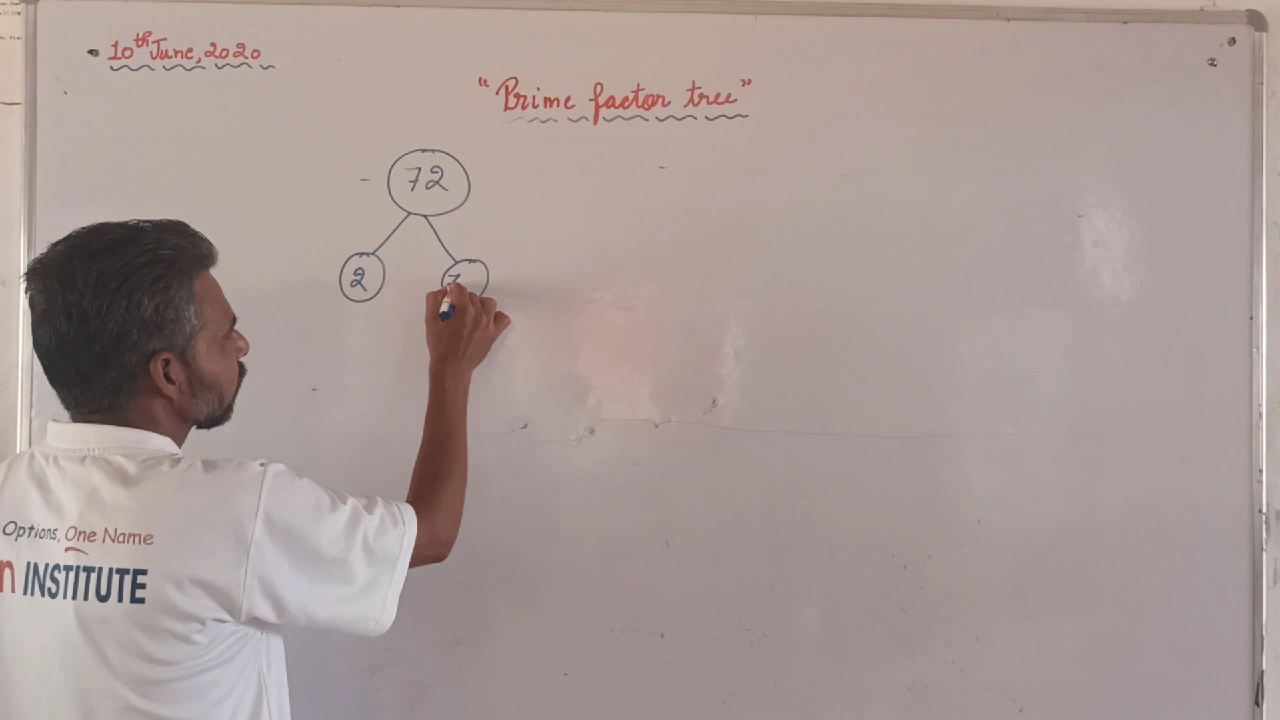 10th June, 2020
"Prime factor tree"
72
2
Options, One Name
INSTITUTE